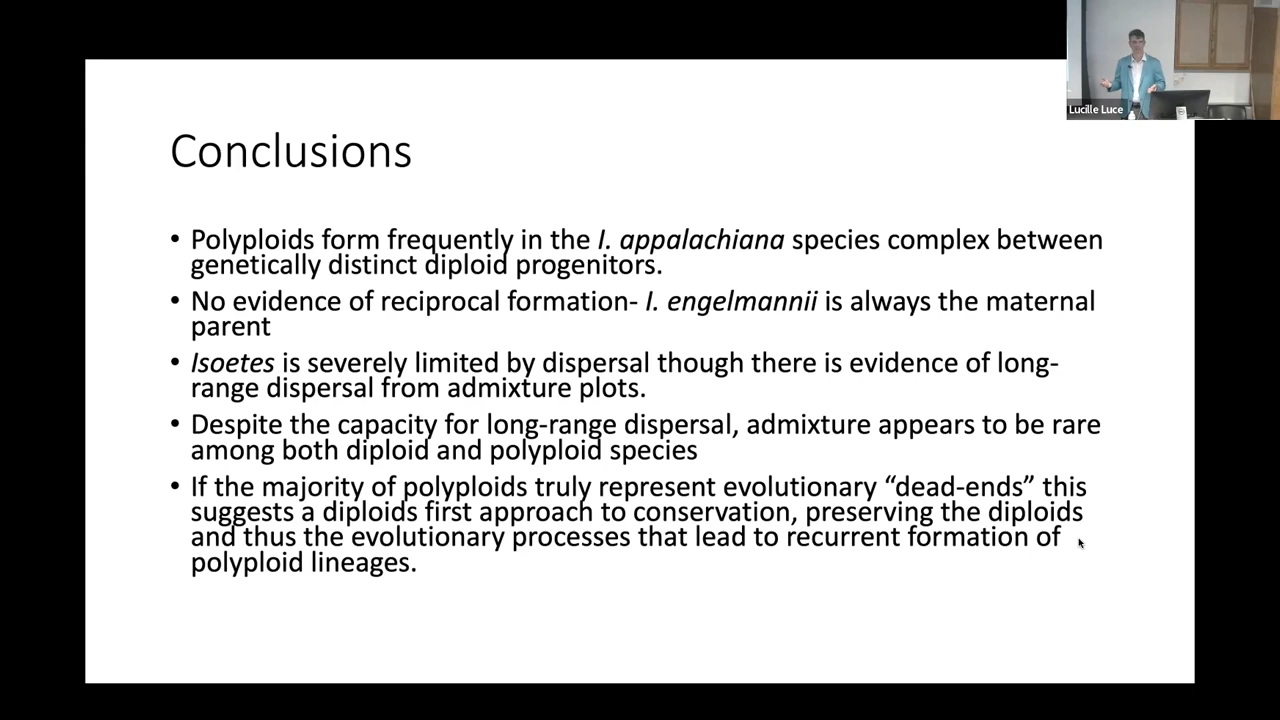 Lucille Luce
Conclusions
• Polyploids form frequently in the I. appalachiana species complex between
genetically distinct diploid progenitors.
• No evidence of reciprocal formation- I. engelmannii is always the maternal
parent
• Isoetes is severely limited by dispersal though there is evidence of long-
range dispersal from admixture plots.
• Despite the capacity for long-range dispersal, admixture appears to be rare
among both diploid and polyploid species
• If the majority of polyploids truly represent evolutionary “dead-ends” this
suggests a diploids first approach to conservation, preserving the diploids
and thus the evolutionary processes that lead to recurrent formation of
polyploid lineages.